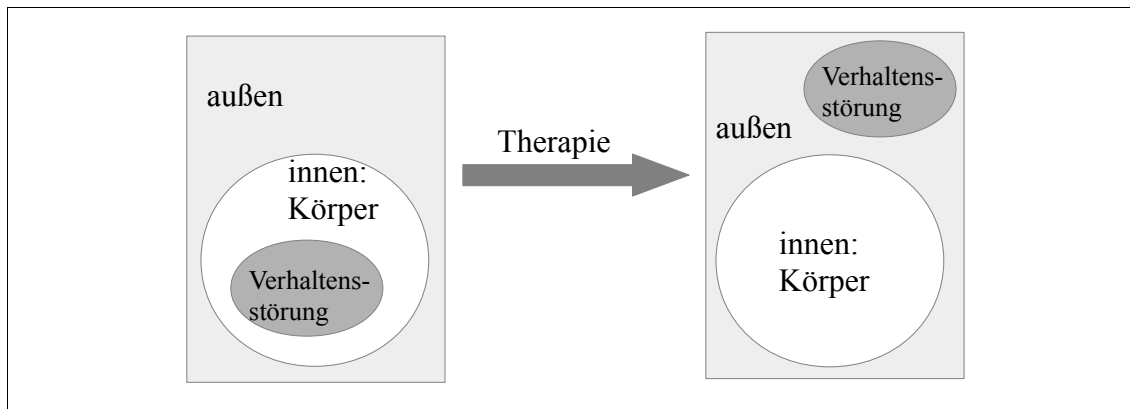 außen
innen:
Körper
Verhaltens-
störung
Therapie
Verhaltens-
störung
außen
innen:
Körper